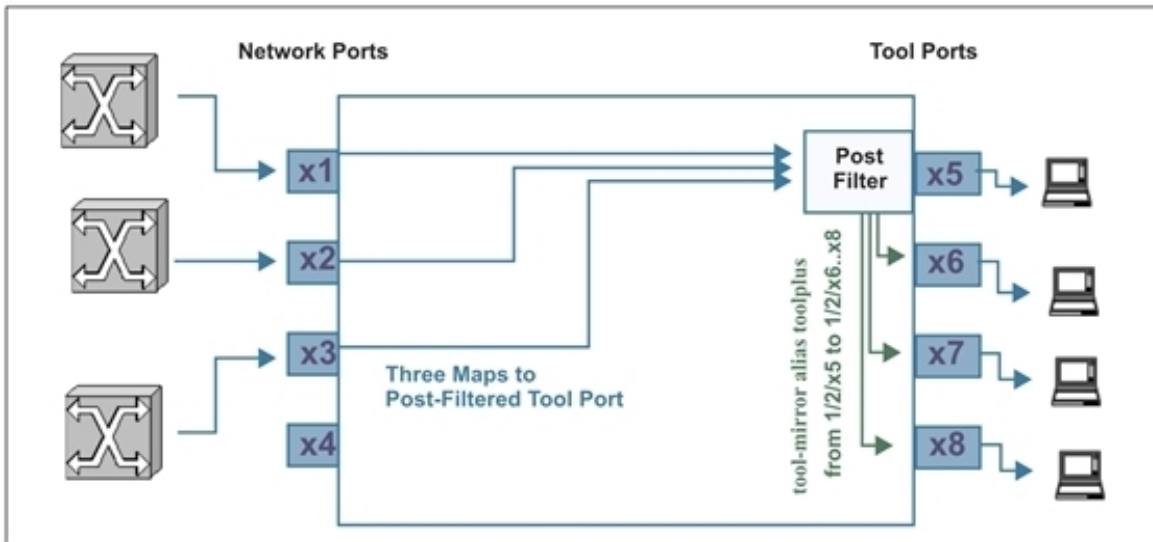 Network Ports
Tool Ports
x1
x2
x3
x4
Three Maps to
Post-Filtered Tool Port
Post
Filter
tool-mirror alias toolplus
from 1/2/x5 to 1/2/x6..x8
x5
x6
x7
x8